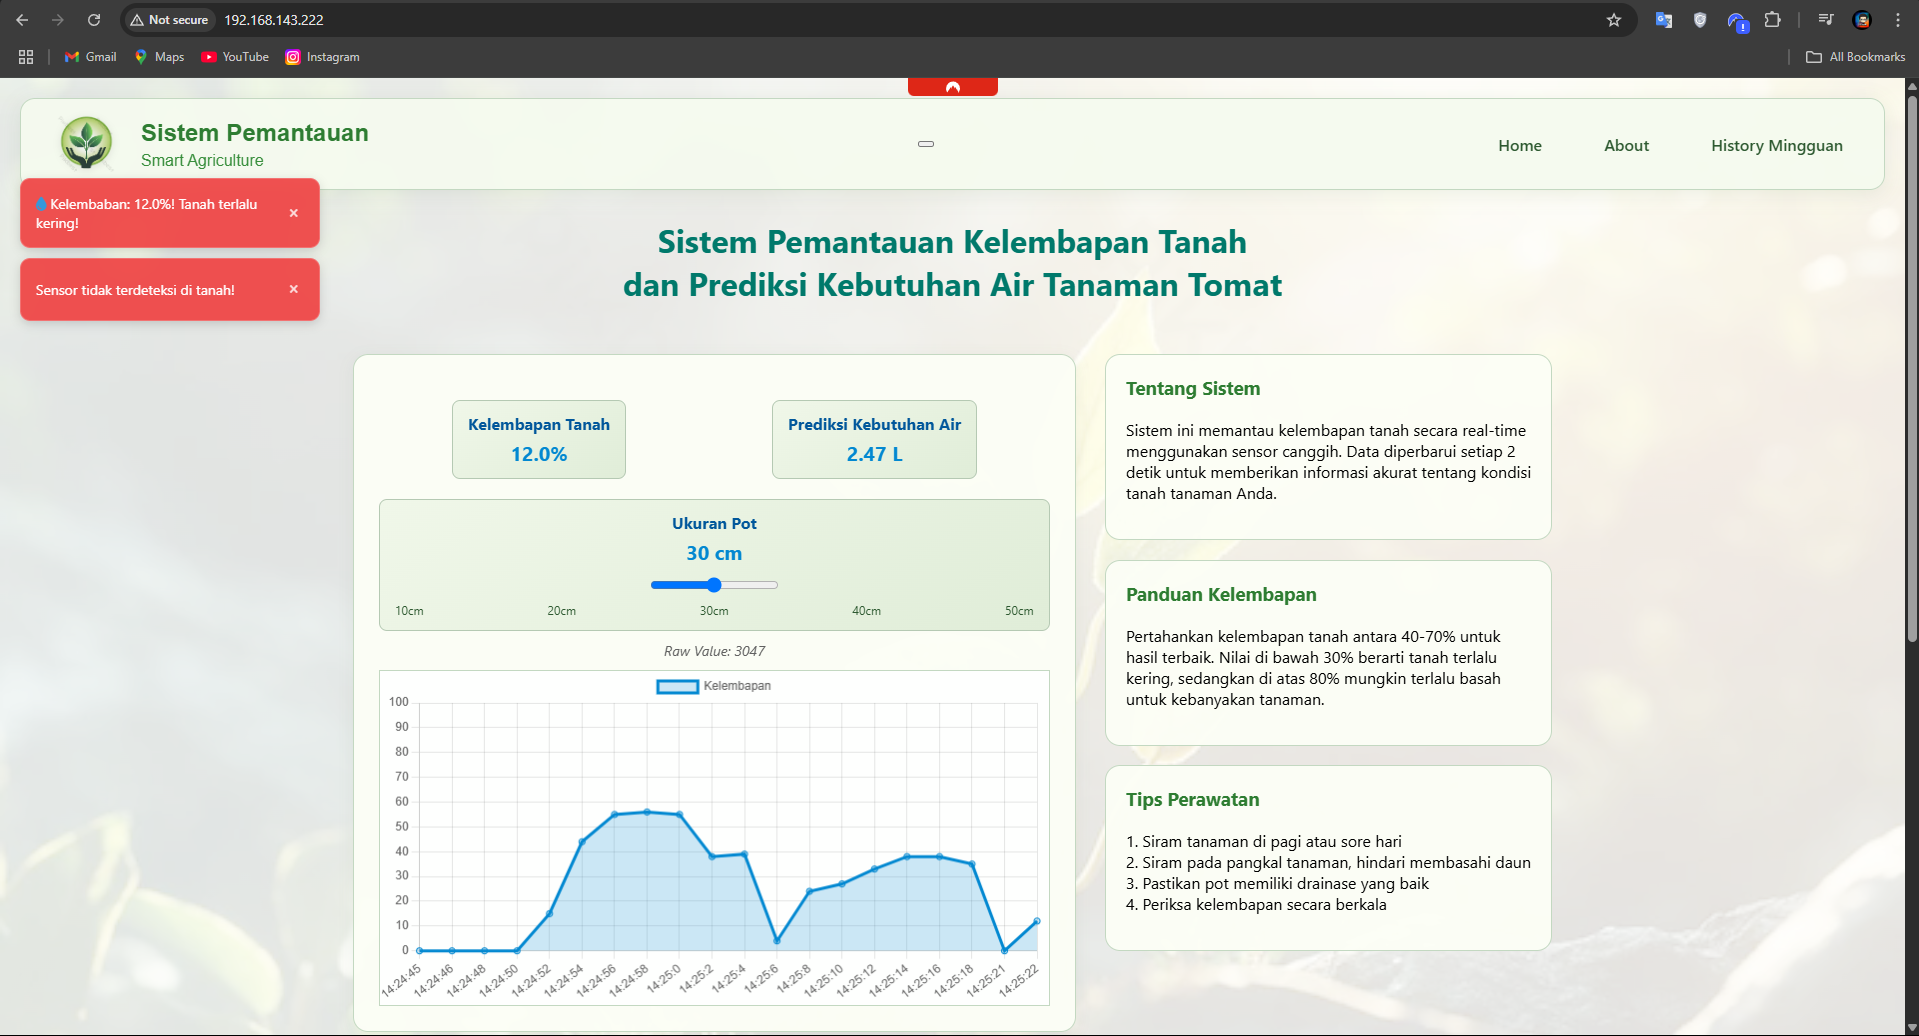 Not secure
192.168.143.222
Gmail
Maps
YouTube
Instagram
All Bookmarks
Sistem Pemantauan
Smart Agriculture
Home
About
History Mingguan
Kelembaban: 12.0%! Tanah terlalu
kering!
×
Sensor tidak terdeteksi di tanah!
×
Sistem Pemantauan Kelembapan Tanah
dan Prediksi Kebutuhan Air Tanaman Tomat
Kelembapan Tanah
12.0%
Prediksi Kebutuhan Air
2.47 L
Ukuran Pot
30 cm
10cm
20cm
30cm
40cm
50cm
Raw Value: 3047
Kelembapan
100
90
80
70
60
50
40
30
20
10
0
14:24:45
14:24:46
14:24:48
14:24:50
14:24:52
14:24:54
14:24:56
14:24:58
14:25:0
14:25:2
14:25:4
14:25:6
14:25:8
14:25:10
14:25:12
14:25:14
14:25:16
14:25:18
14:25:21
14:25:22
Tentang Sistem
Sistem ini memantau kelembapan tanah secara real-time
menggunakan sensor canggih. Data diperbarui setiap 2
detik untuk memberikan informasi akurat tentang kondisi
tanah tanaman Anda.
Panduan Kelembapan
Pertahankan kelembapan tanah antara 40-70% untuk
hasil terbaik. Nilai di bawah 30% berarti tanah terlalu
kering, sedangkan di atas 80% mungkin terlalu basah
untuk kebanyakan tanaman.
Tips Perawatan
1. Siram tanaman di pagi atau sore hari
2. Siram pada pangkal tanaman, hindari membasahi daun
3. Pastikan pot memiliki drainase yang baik
4. Periksa kelembapan secara berkala